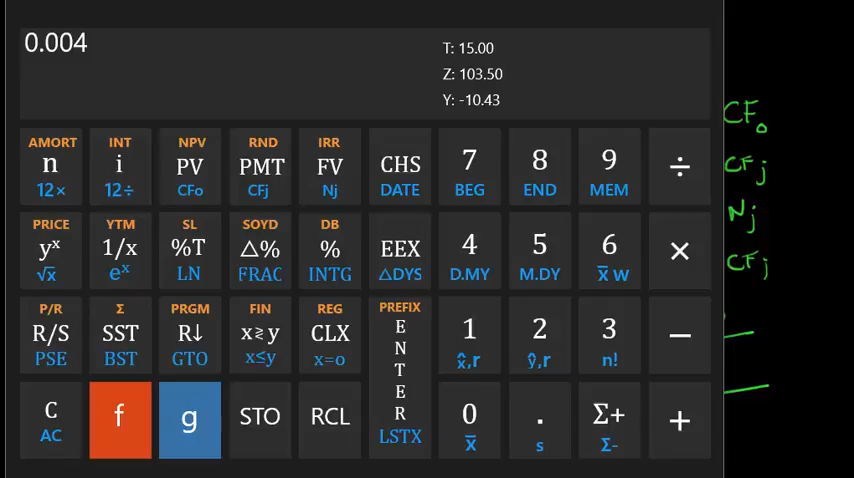 0.004
T: 15.00
Z: 103.50
Y: -10.43
AMORT INT NPV RND IRR
n i PV PMT FV CHS 7 8 9 ÷
12× 12÷ CFo CFj Nj DATE BEG END MEM
PRICE YTM SL SOYD DB
yˣ 1/x %T △% % EEX 4 5 6 ×
√x eˣ LN FRAC INTG △DYS D.MY M.DY x̅ w
P/R Σ PRGM FIN REG PREFIX
R/S SST R↓ x≷y CLX ENTER 1 2 3 −
PSE BST GTO x≤y x=o x̂,r ŷ,r n!
C f g STO RCL 0 . Σ+ +
AC LSTX x̅ s Σ-
CF₀
CFj
Nj
CFj